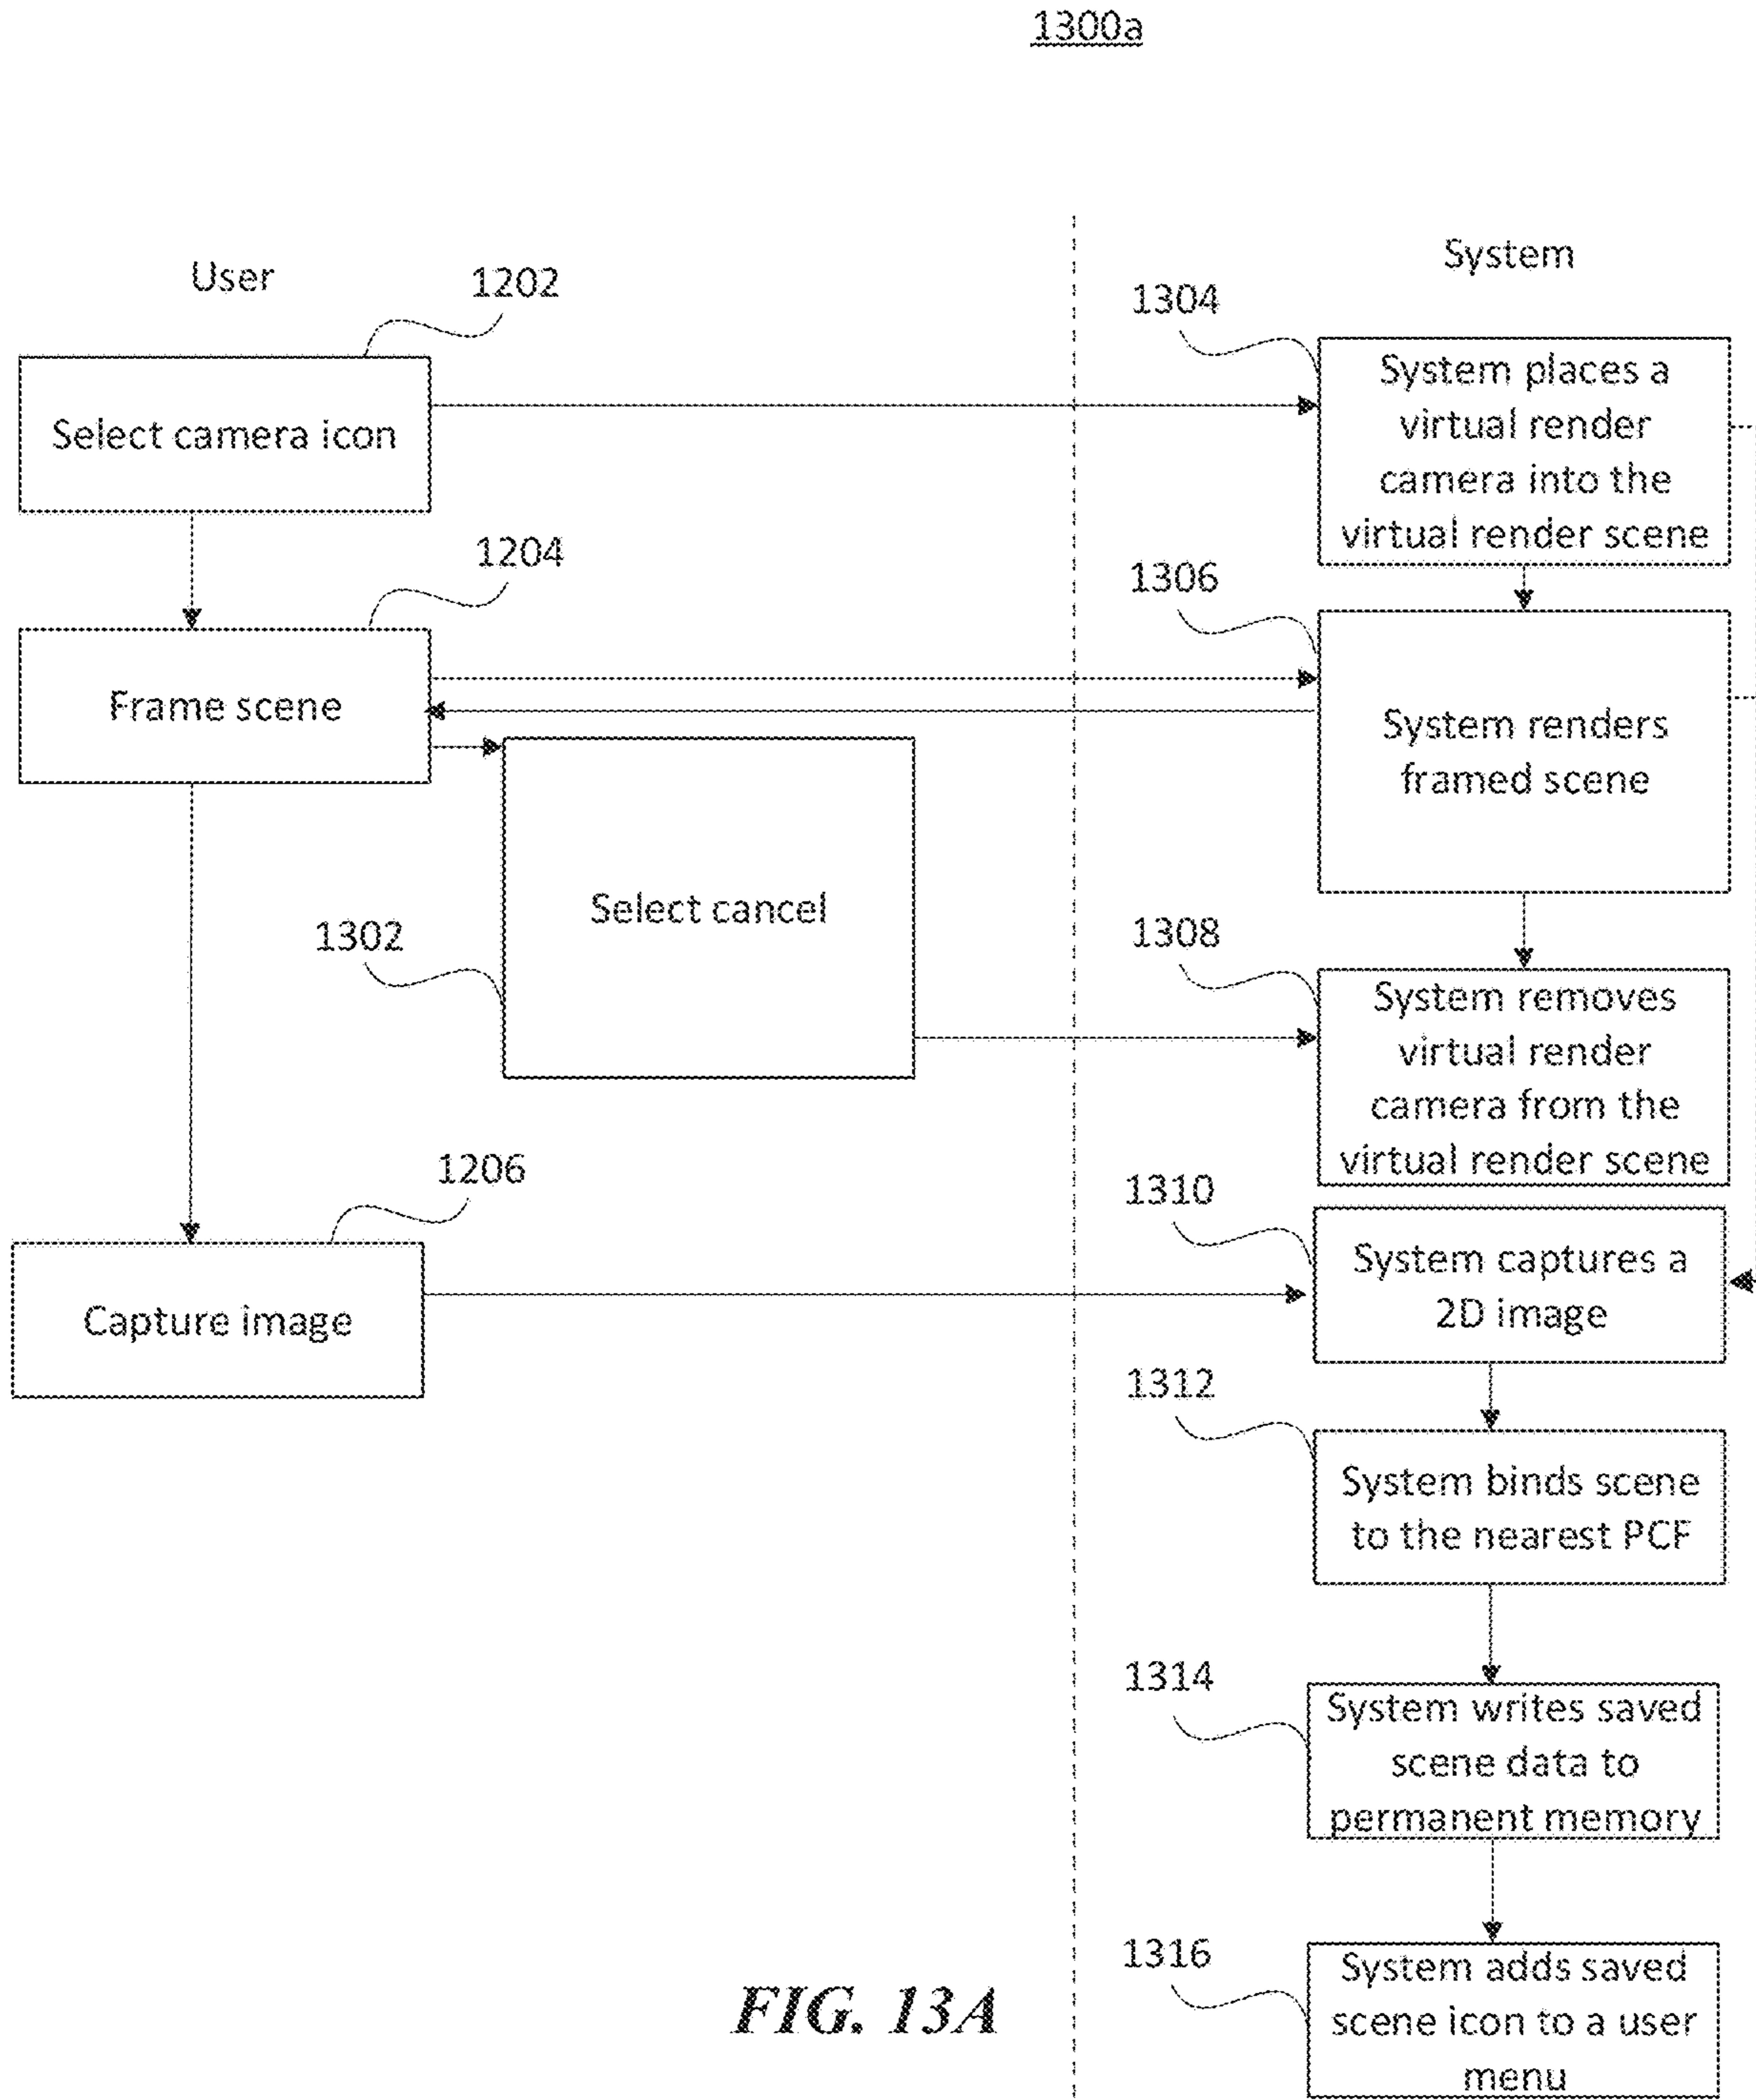 1300a
User
System
1202
1304
Select camera icon
System places a
virtual render
camera into the
virtual render scene
1204
1306
Frame scene
System renders
framed scene
1302
Select cancel
1308
System removes
virtual render
camera from the
virtual render scene
1206
1310
Capture image
System captures a
2D image
1312
System binds scene
to the nearest PCF
1314
System writes saved
scene data to
permanent memory
1316
System adds saved
scene icon to a user
menu
FIG. 13A